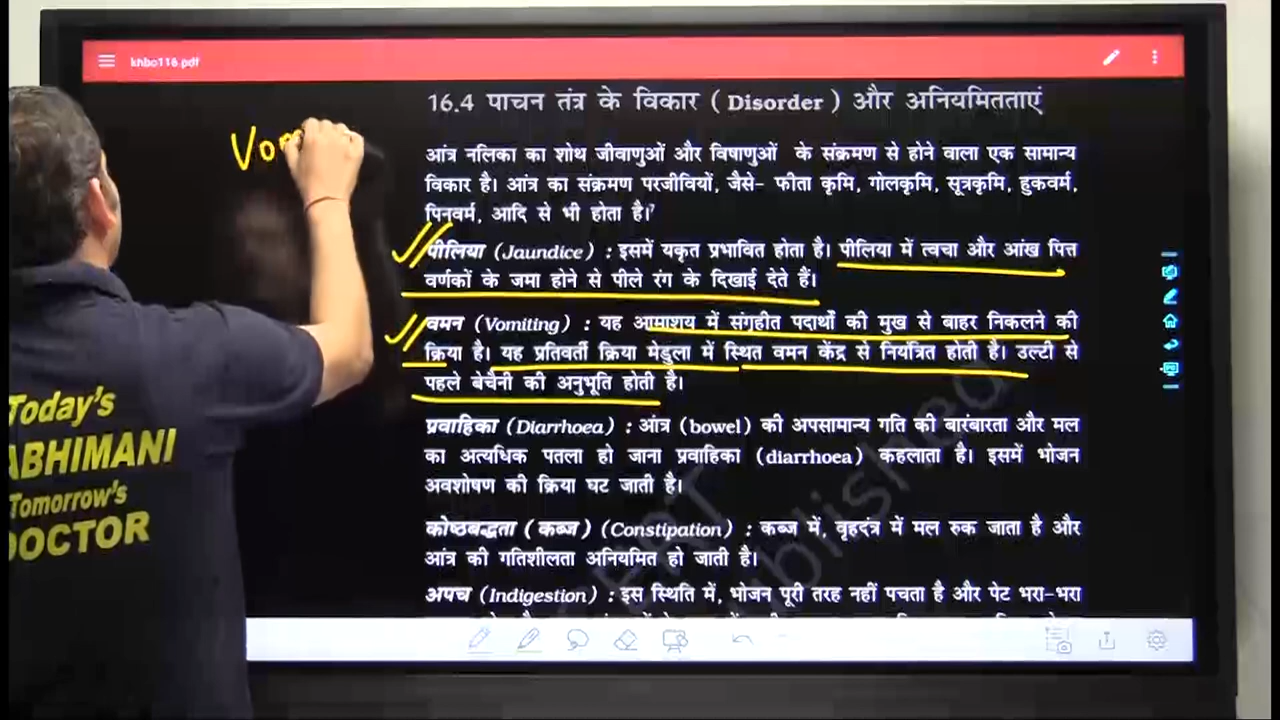 khbo116.pdf
16.4 पाचन तंत्र के विकार ( Disorder ) और अनियमितताएं
Vom
आंत्र नलिका का शोथ जीवाणुओं और विषाणुओं के संक्रमण से होने वाला एक सामान्य
विकार है। आंत्र का संक्रमण परजीवियों, जैसे- फीता कृमि, गोलकृमि, सूत्रकृमि, हुकवर्म,
पिनवर्म, आदि से भी होता है।
पीलिया (Jaundice) : इसमें यकृत प्रभावित होता है। पीलिया में त्वचा और आंख पित्त
वर्णकों के जमा होने से पीले रंग के दिखाई देते हैं।
वमन (Vomiting) : यह आमाशय में संगृहीत पदार्थों की मुख से बाहर निकलने की
क्रिया है। यह प्रतिवर्ती क्रिया मेडुला में स्थित वमन केंद्र से नियंत्रित होती है। उल्टी से
पहले बेचैनी की अनुभूति होती है।
प्रवाहिका (Diarrhoea) : आंत्र (bowel) की अपसामान्य गति की बारंबारता और मल
का अत्यधिक पतला हो जाना प्रवाहिका (diarrhoea) कहलाता है। इसमें भोजन
अवशोषण की क्रिया घट जाती है।
कोष्ठबद्धता ( कब्ज ) (Constipation) : कब्ज में, वृहदंत्र में मल रुक जाता है और
आंत्र की गतिशीलता अनियमित हो जाती है।
अपच (Indigestion) : इस स्थिति में, भोजन पूरी तरह नहीं पचता है और पेट भरा-भरा
Today's
ABHIMANI
Tomorrow's
DOCTOR